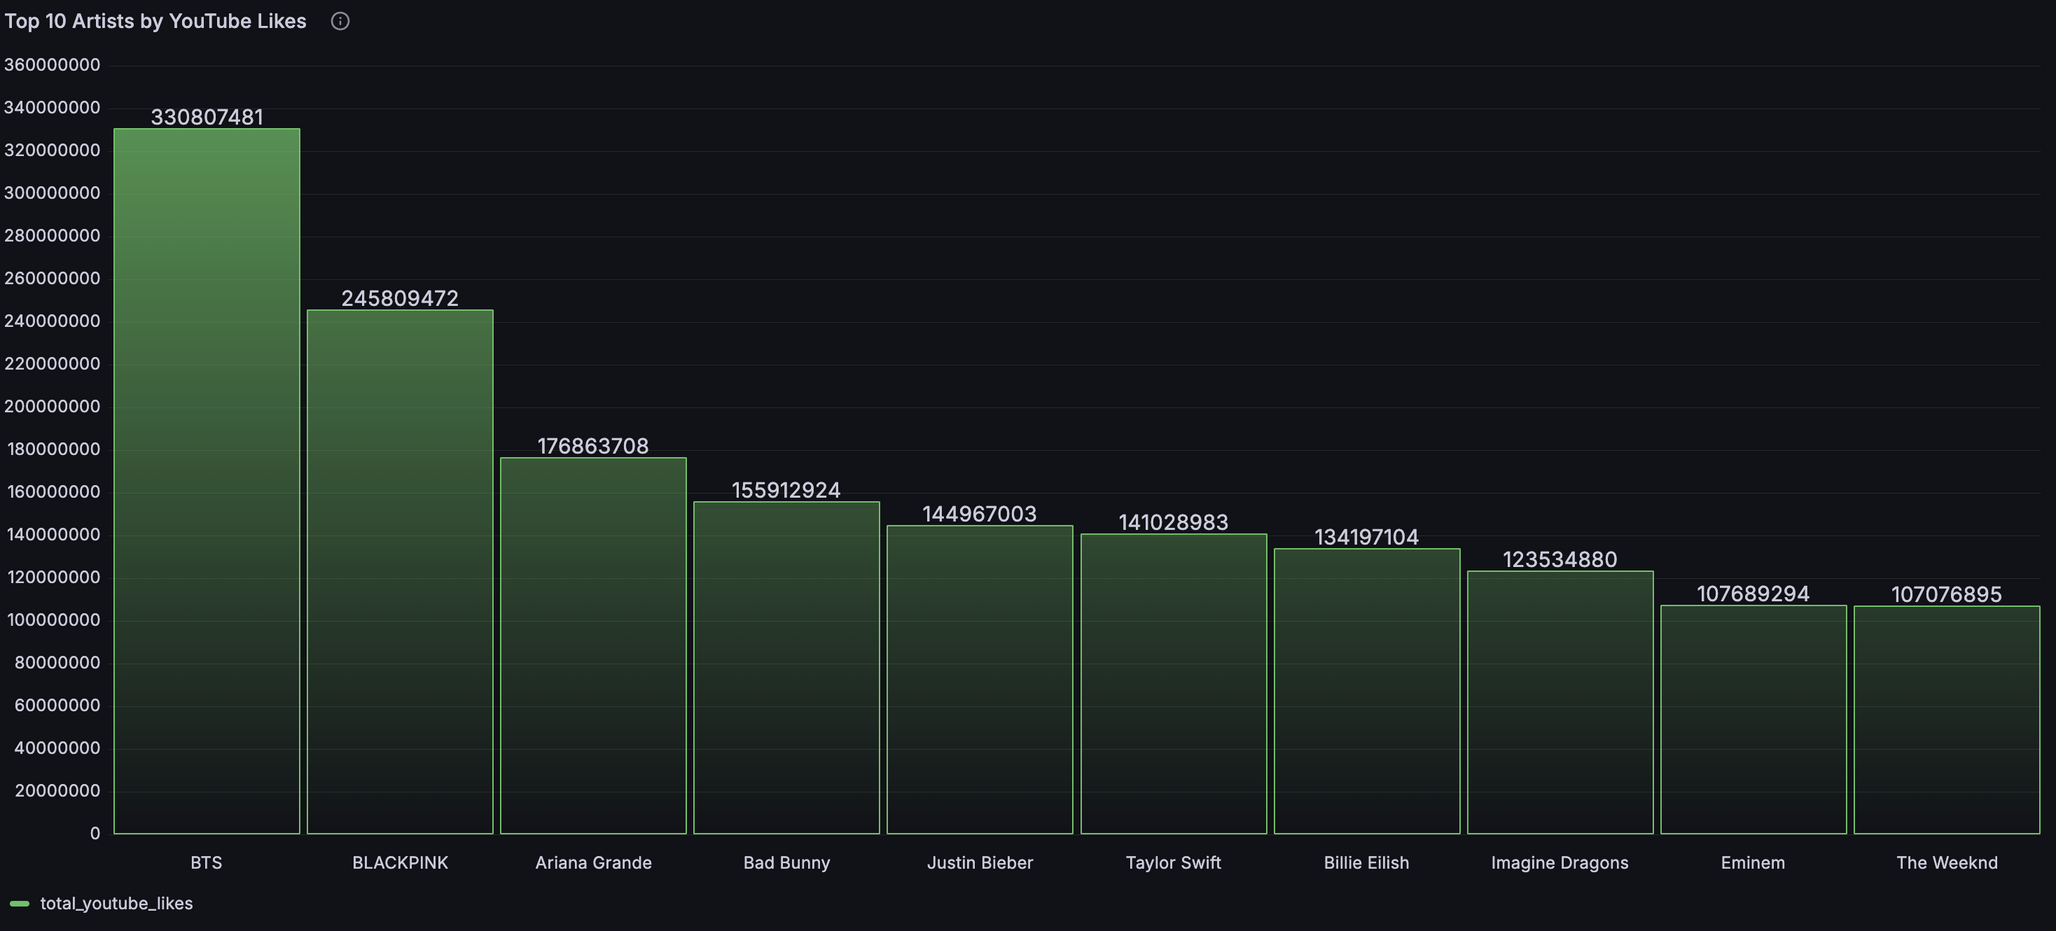 Top 10 Artists by YouTube Likes
360000000
340000000
320000000
300000000
280000000
260000000
240000000
220000000
200000000
180000000
160000000
140000000
120000000
100000000
80000000
60000000
40000000
20000000
0
330807481
245809472
176863708
155912924
144967003
141028983
134197104
123534880
107689294
107076895
BTS
BLACKPINK
Ariana Grande
Bad Bunny
Justin Bieber
Taylor Swift
Billie Eilish
Imagine Dragons
Eminem
The Weeknd
total_youtube_likes